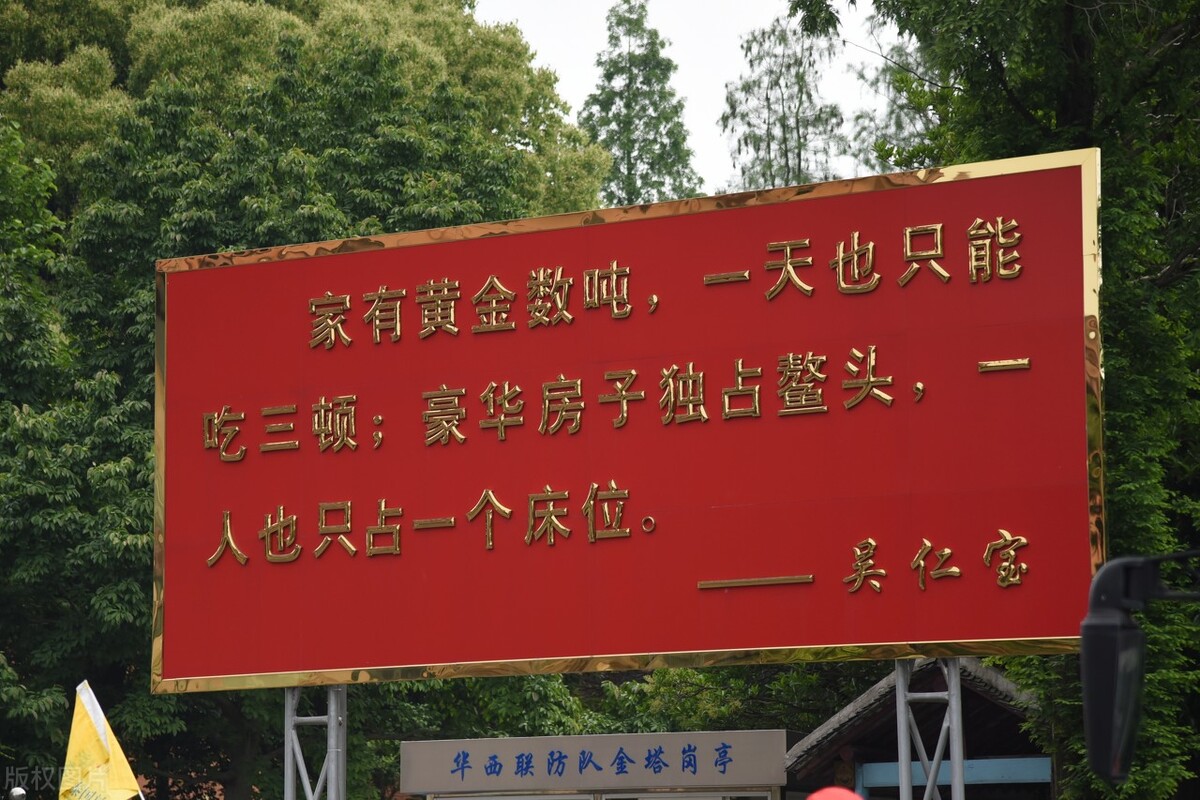 家有黄金数吨，一天也只能
吃三顿；豪华房子独占鳌头，一
人也只占一个床位。
——吴仁宝
华西联防队金塔岗亭
版权图片